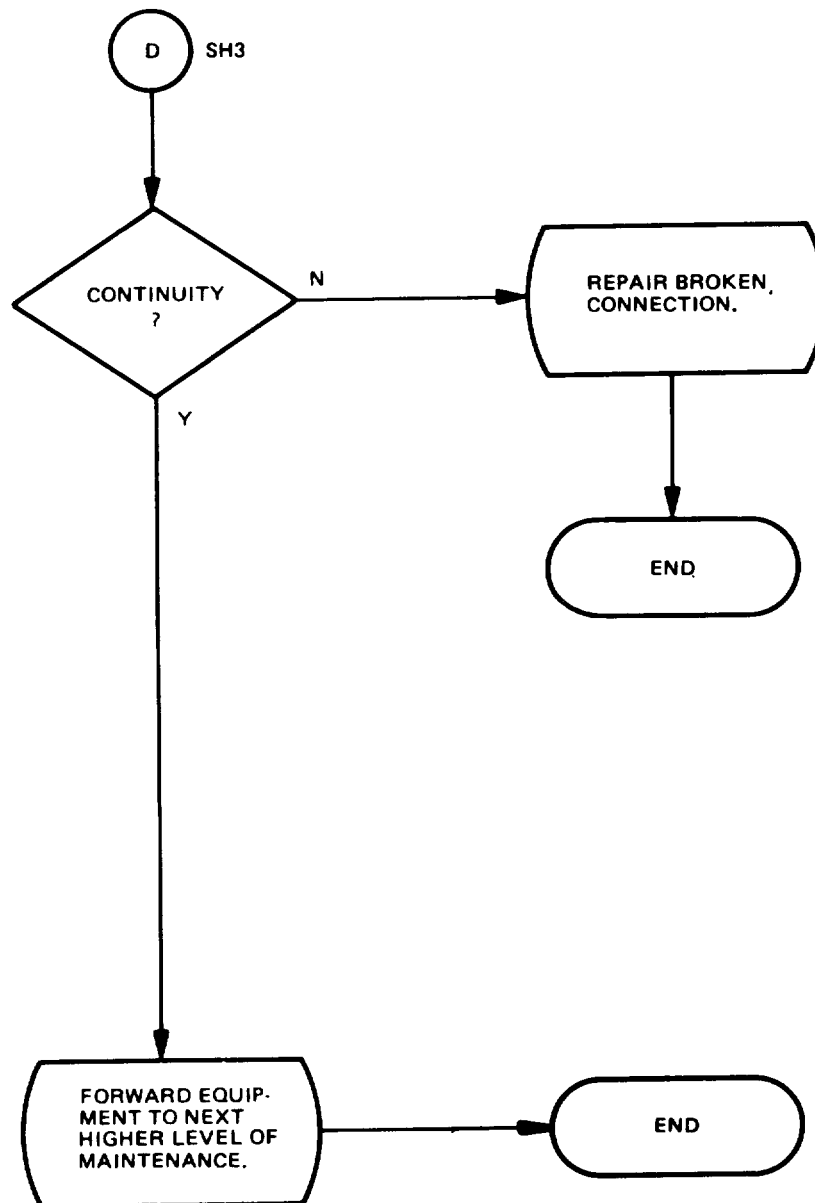 D SH3
CONTINUITY
?
N
REPAIR BROKEN,
CONNECTION.
Y
END
FORWARD EQUIP-
MENT TO NEXT
HIGHER LEVEL OF
MAINTENANCE.
END